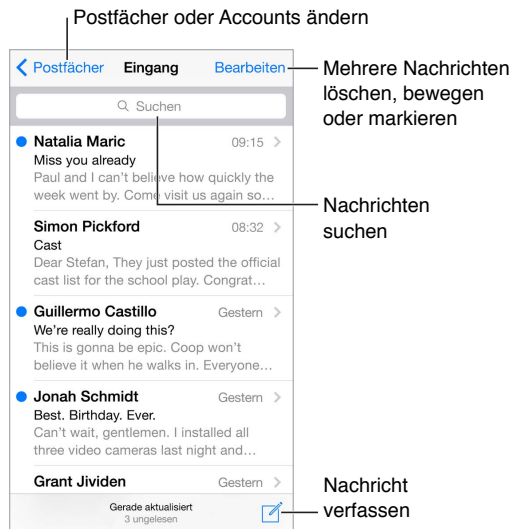 Postfächer oder Accounts ändern
Postfächer Eingang Bearbeiten
Mehrere Nachrichten
löschen, bewegen
oder markieren
Suchen
Natalia Maric 09:15
Miss you already
Paul and I can't believe how quickly the
week went by. Come visit us again so…
Nachrichten
suchen
Simon Pickford 08:32
Cast
Dear Stefan, They just posted the official
cast list for the school play. Congrat…
Guillermo Castillo Gestern
We're really doing this?
This is gonna be epic. Coop won't
believe it when he walks in. Everyone…
Jonah Schmidt Gestern
Best. Birthday. Ever.
Can't wait, gentlemen. I installed all
three video cameras last night and…
Grant Jividen Gestern
Gerade aktualisiert
3 ungelesen
Nachricht
verfassen